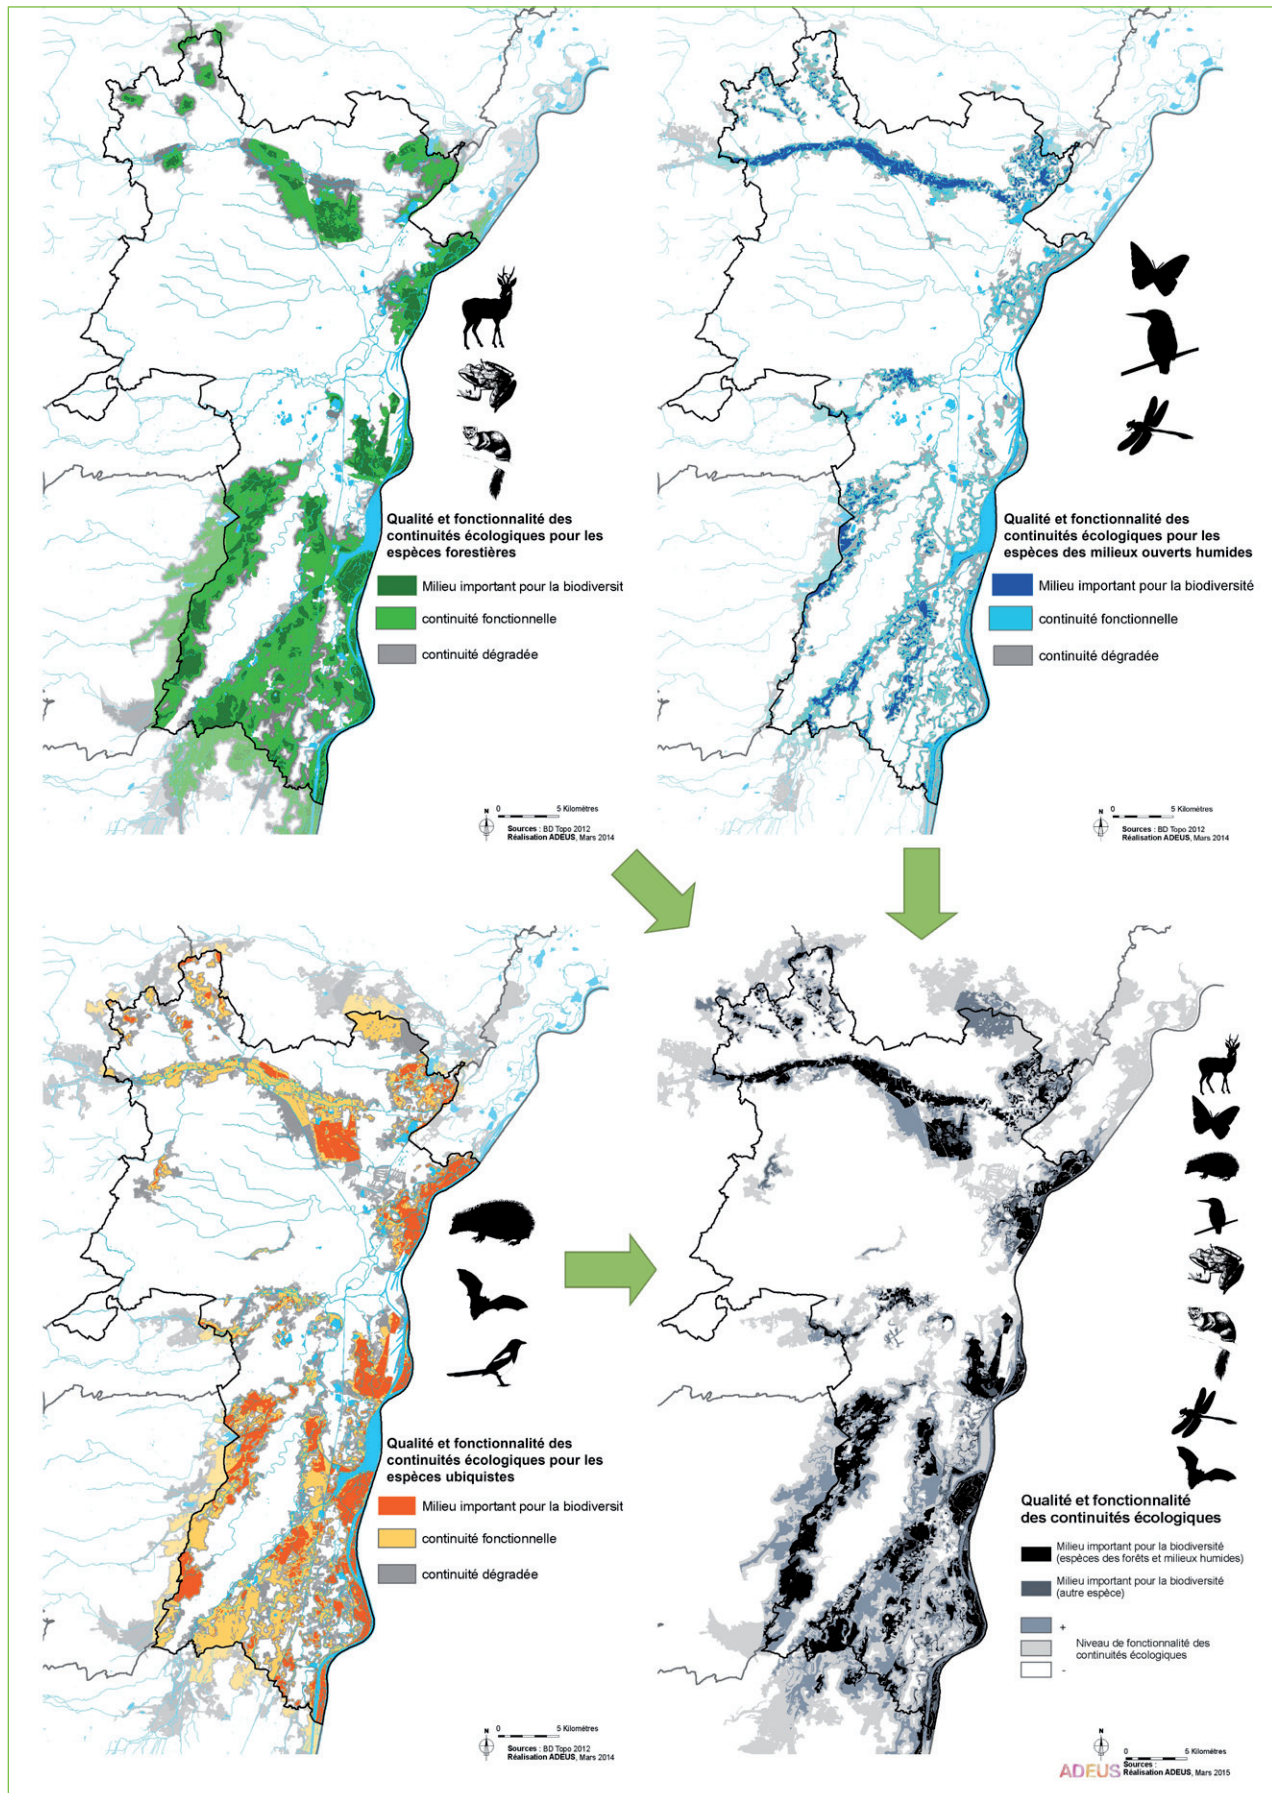 Qualité et fonctionnalité des
continuités écologiques pour les
espèces forestières
Milieu important pour la biodiversit
continuité fonctionnelle
continuité dégradée
N
0 5 Kilomètres
Sources : BD Topo 2012
Réalisation ADEUS, Mars 2014
Qualité et fonctionnalité des
continuités écologiques pour les
espèces des milieux ouverts humides
Milieu important pour la biodiversité
continuité fonctionnelle
continuité dégradée
N
0 5 Kilomètres
Sources : BD Topo 2012
Réalisation ADEUS, Mars 2014
Qualité et fonctionnalité des
continuités écologiques pour les
espèces ubiquistes
Milieu important pour la biodiversit
continuité fonctionnelle
continuité dégradée
N
0 5 Kilomètres
Sources : BD Topo 2012
Réalisation ADEUS, Mars 2014
Qualité et fonctionnalité
des continuités écologiques
Milieu important pour la biodiversité
(espèces des forêts et milieux humides)
Milieu important pour la biodiversité
(autre espèce)
+
Niveau de fonctionnalité des
continuités écologiques
-
N
0 5 Kilomètres
ADEUS
Sources :
Réalisation ADEUS, Mars 2015